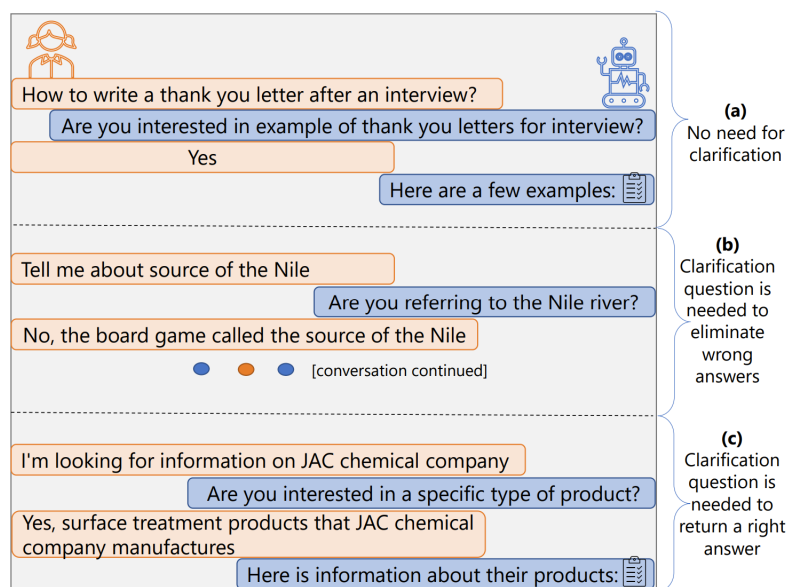 How to write a thank you letter after an interview?
Are you interested in example of thank you letters for interview?
Yes
Here are a few examples:
(a)
No need for
clarification
Tell me about source of the Nile
Are you referring to the Nile river?
No, the board game called the source of the Nile
[conversation continued]
(b)
Clarification
question is
needed to
eliminate
wrong
answers
I'm looking for information on JAC chemical company
Are you interested in a specific type of product?
Yes, surface treatment products that JAC chemical
company manufactures
Here is information about their products:
(c)
Clarification
question is
needed to
return a right
answer